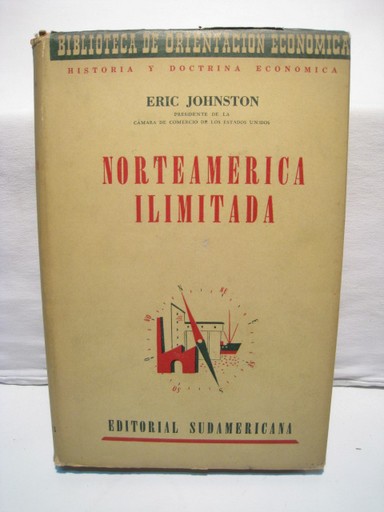 BIBLIOTECA DE ORIENTACION ECONOMICA
HISTORIA Y DOCTRINA ECONOMICA
ERIC JOHNSTON
PRESIDENTE DE LA
CÁMARA DE COMERCIO DE LOS ESTADOS UNIDOS
NORTEAMERICA
ILIMITADA
EDITORIAL SUDAMERICANA